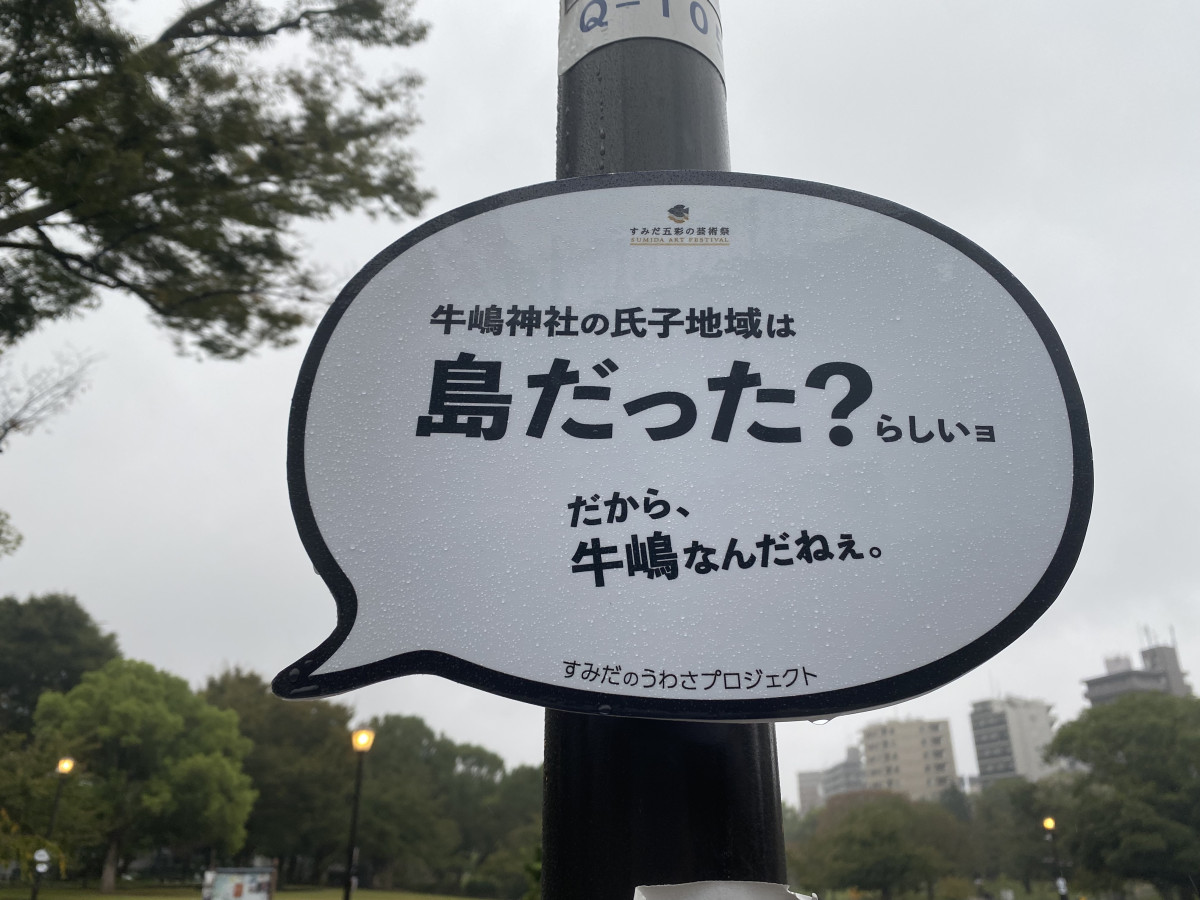 Q-10
すみだ五彩の芸術祭
SUMIDA ART FESTIVAL
牛嶋神社の氏子地域は
島だった?らしいョ
だから、
牛嶋なんだねぇ。
すみだのうわさプロジェクト